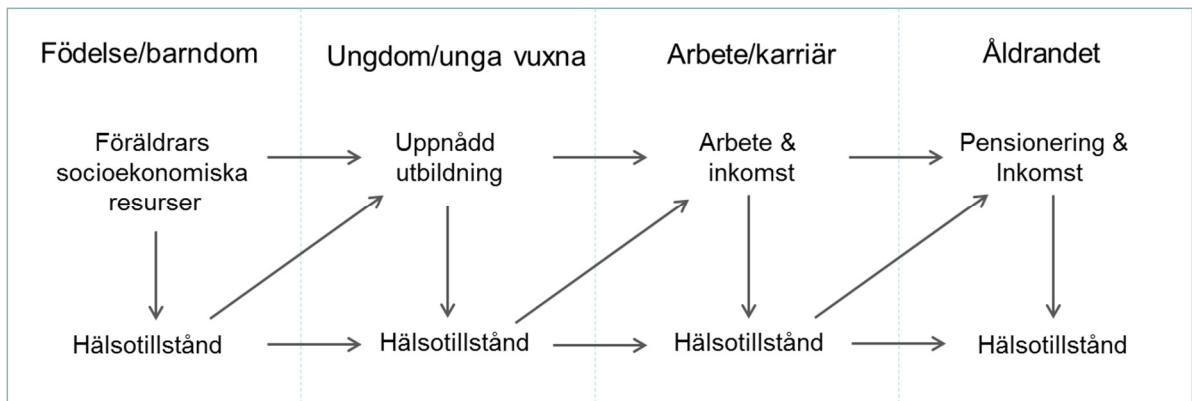 Födelse/barndom
Ungdom/unga vuxna
Arbete/karriär
Åldrandet
Föräldrars
socioekonomiska
resurser
Uppnådd
utbildning
Arbete &
inkomst
Pensionering &
Inkomst
Hälsotillstånd
Hälsotillstånd
Hälsotillstånd
Hälsotillstånd